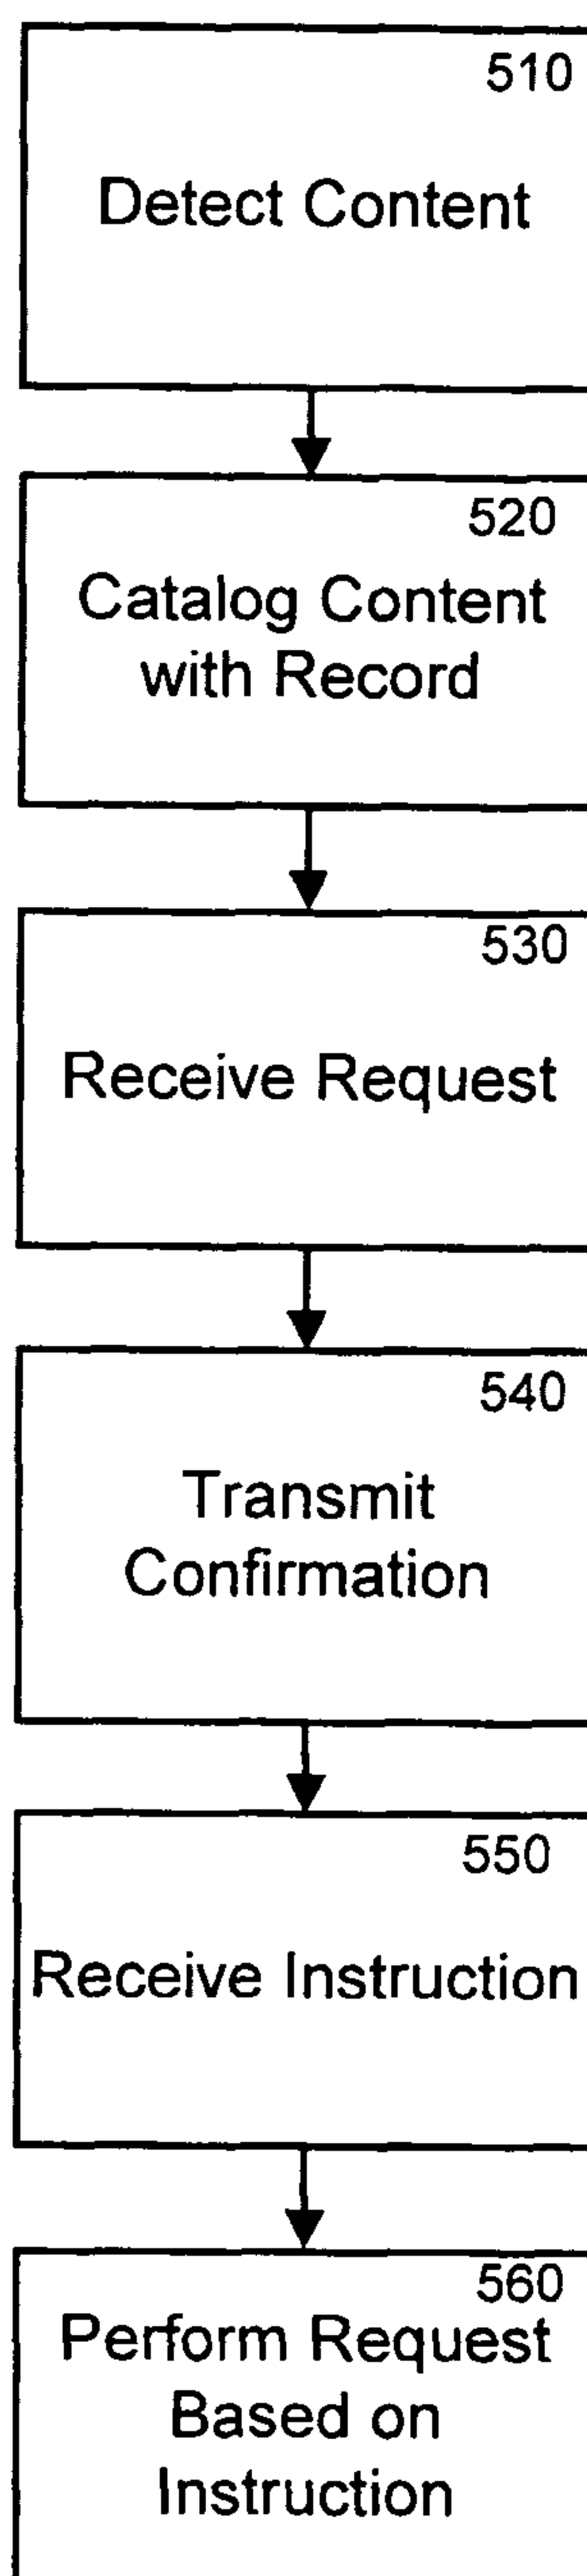 510
Detect Content
520
Catalog Content
with Record
530
Receive Request
540
Transmit
Confirmation
550
Receive Instruction
560
Perform Request
Based on
Instruction